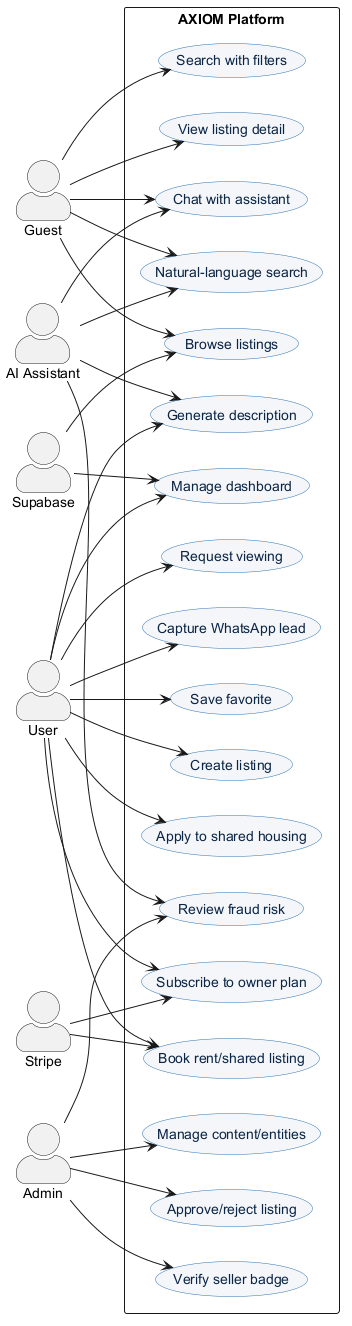 AXIOM Platform
Search with filters
View listing detail
Chat with assistant
Guest
Natural-language search
Browse listings
AI Assistant
Generate description
Manage dashboard
Supabase
Request viewing
Capture WhatsApp lead
Save favorite
User
Create listing
Apply to shared housing
Review fraud risk
Subscribe to owner plan
Book rent/shared listing
Stripe
Manage content/entities
Admin
Approve/reject listing
Verify seller badge